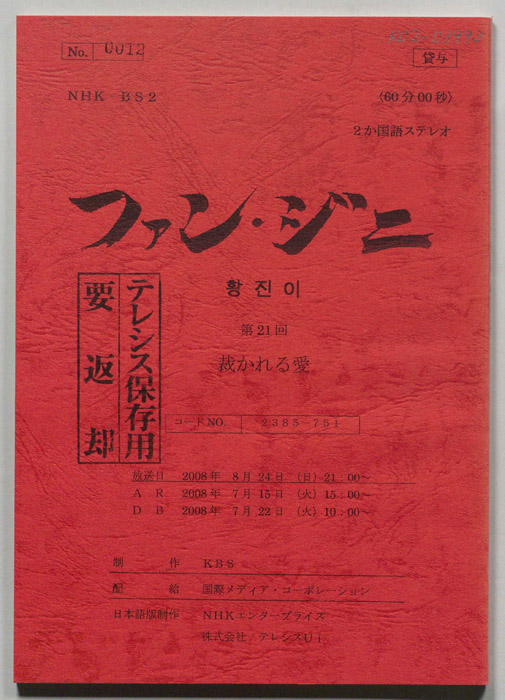 No. 0012
貸与
NHK BS2
〈60分00秒〉
2か国語ステレオ
ファン・ジニ
황진이
第21回
裁かれる愛
テレシス保存用
要返却
コードNO. 2385-751
放送日 2008年 8月24日 (日) 21:00~
AR 2008年 7月15日 (火) 15:00~
DB 2008年 7月22日 (火) 10:00~
制作 KBS
配給 国際メディア・コーポレーション
日本語版制作 NHKエンタープライズ
株式会社 テレシスUi